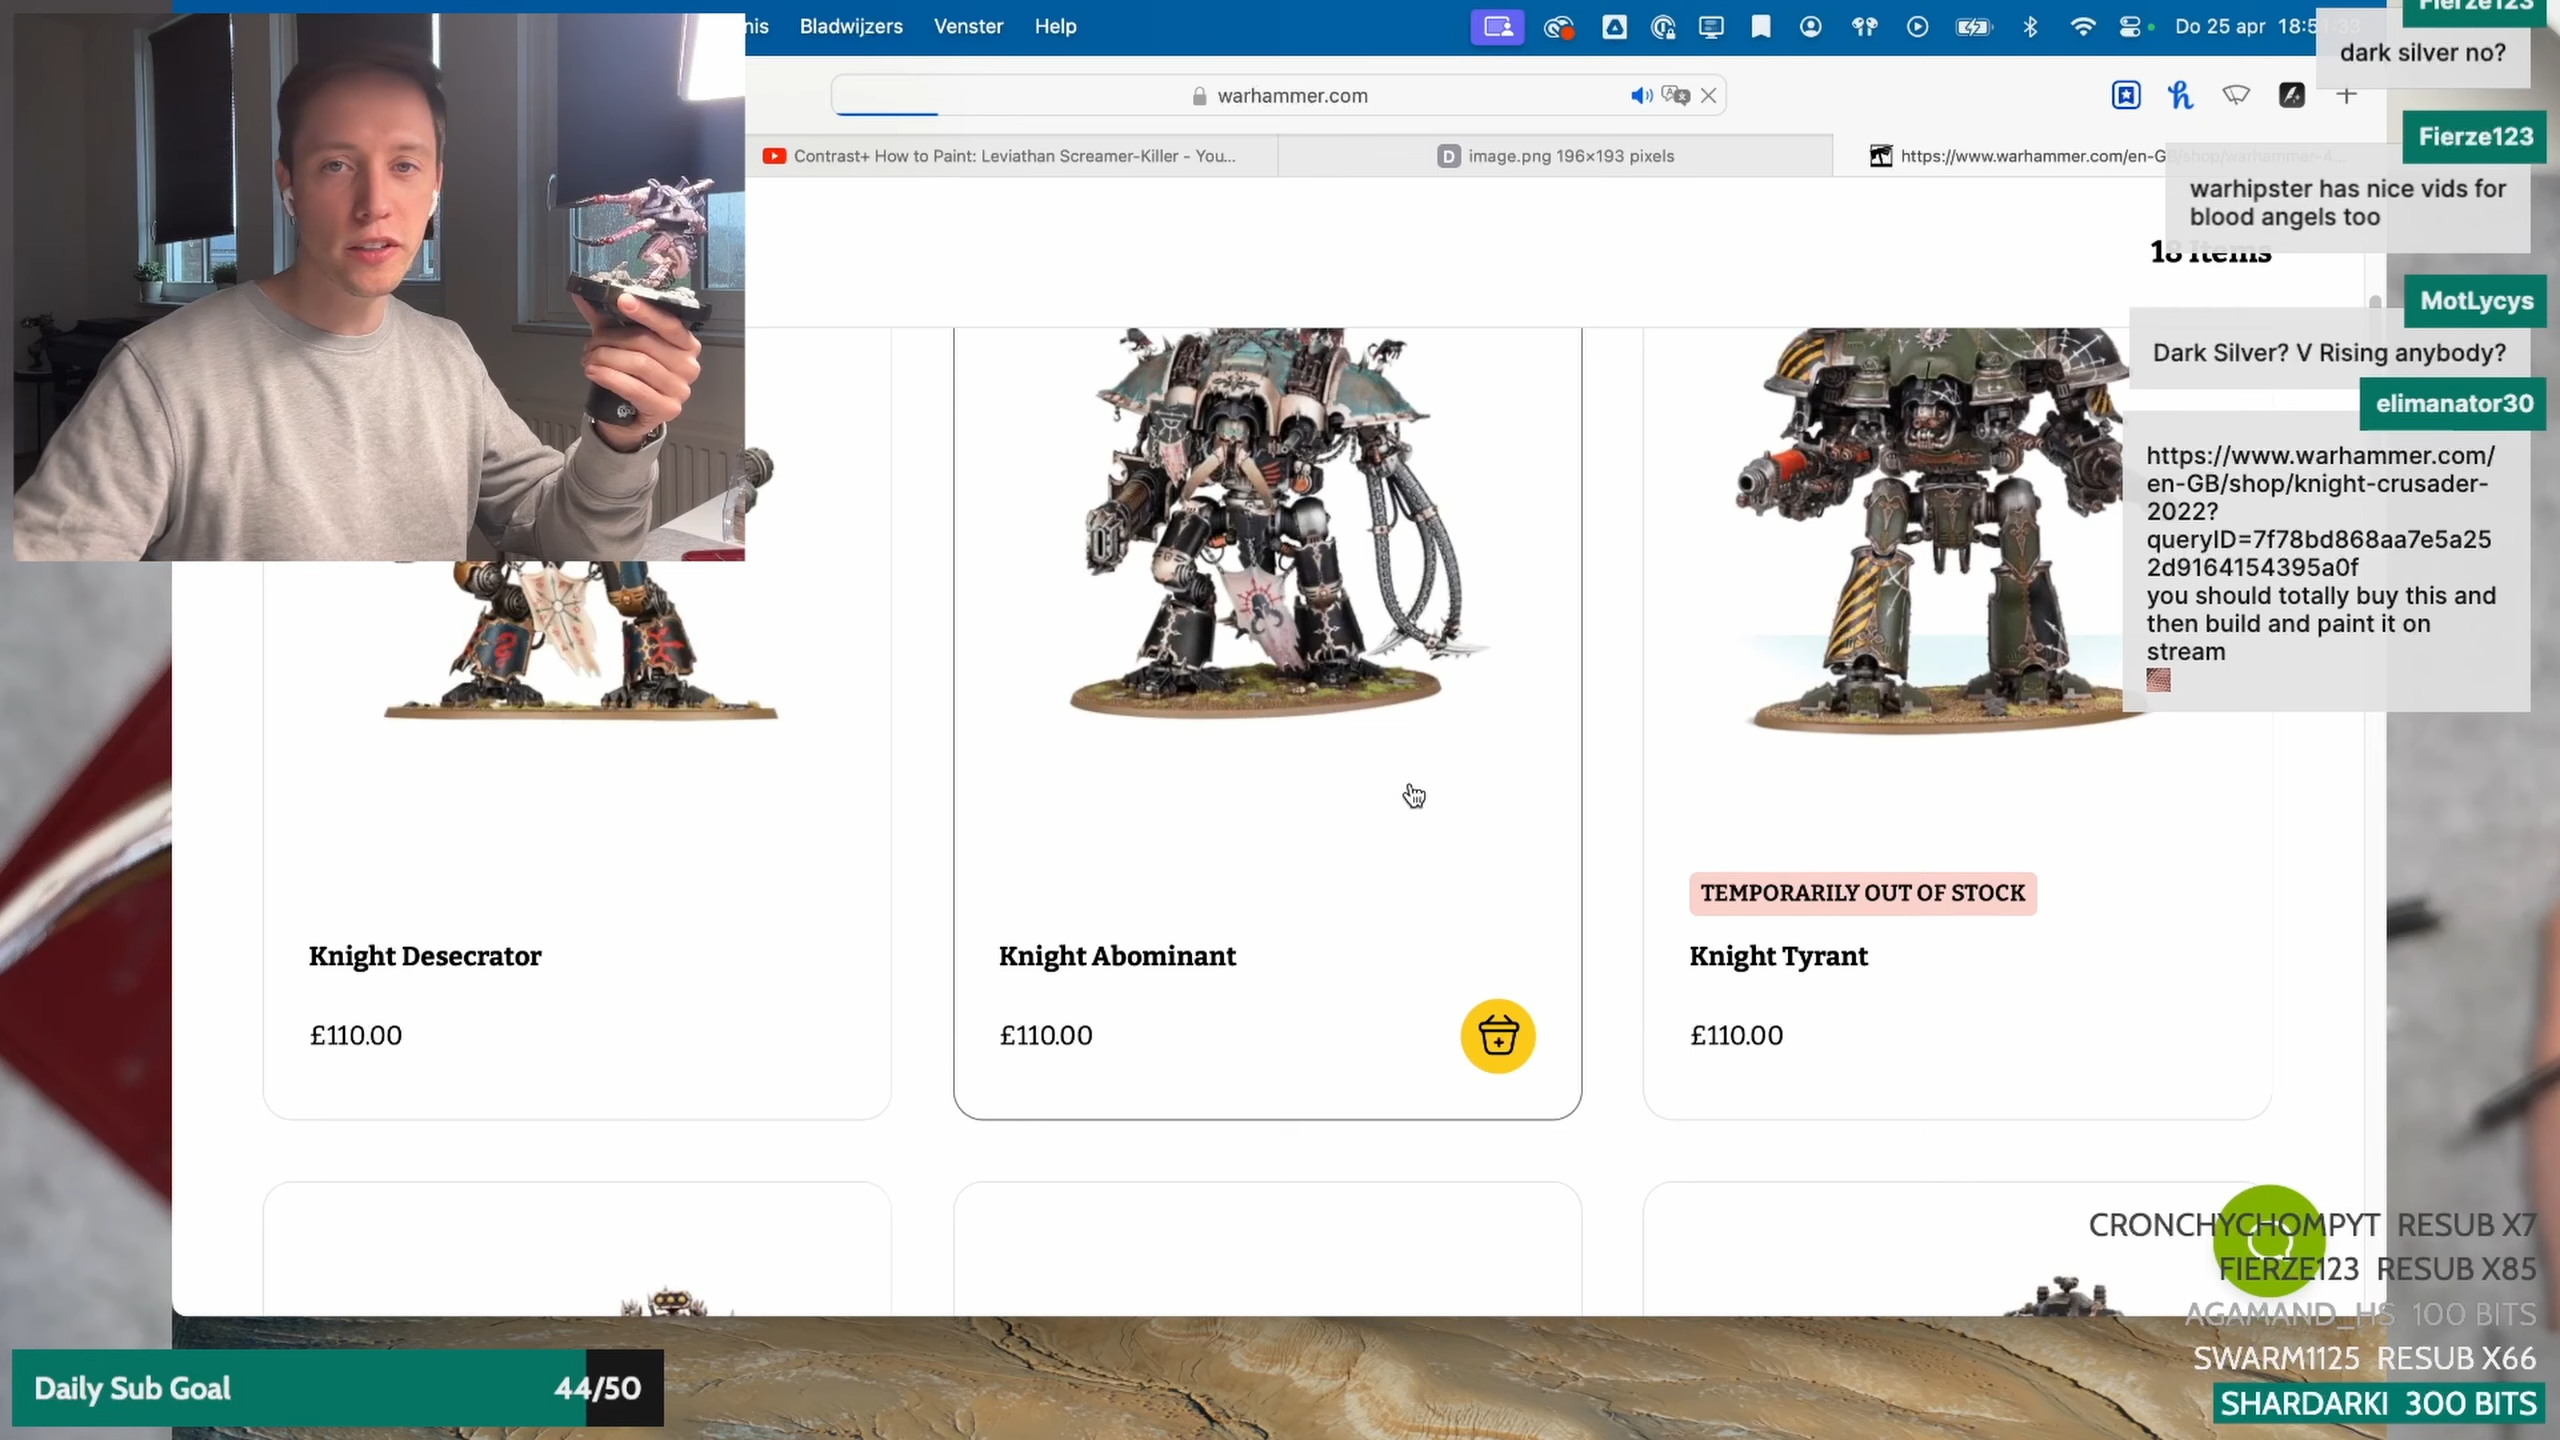 Bladwijzers Venster Help
Do 25 apr
warhammer.com
Contrast+ How to Paint: Leviathan Screamer-Killer - You...
image.png 196×193 pixels
https://www.warhammer.com/en-G
18 Items
Fierze123
dark silver no?
Fierze123
warhipster has nice vids for
blood angels too
MotLycys
Dark Silver? V Rising anybody?
elimanator30
https://www.warhammer.com/
en-GB/shop/knight-crusader-
2022?
queryID=7f78bd868aa7e5a25
2d9164154395a0f
you should totally buy this and
then build and paint it on
stream
Knight Desecrator
£110.00
Knight Abominant
£110.00
TEMPORARILY OUT OF STOCK
Knight Tyrant
£110.00
CRONCHYCHOMPYT RESUB X7
FIERZE123 RESUB X85
AGAMAND_HS 100 BITS
SWARM1125 RESUB X66
SHARDARKI 300 BITS
Daily Sub Goal 44/50